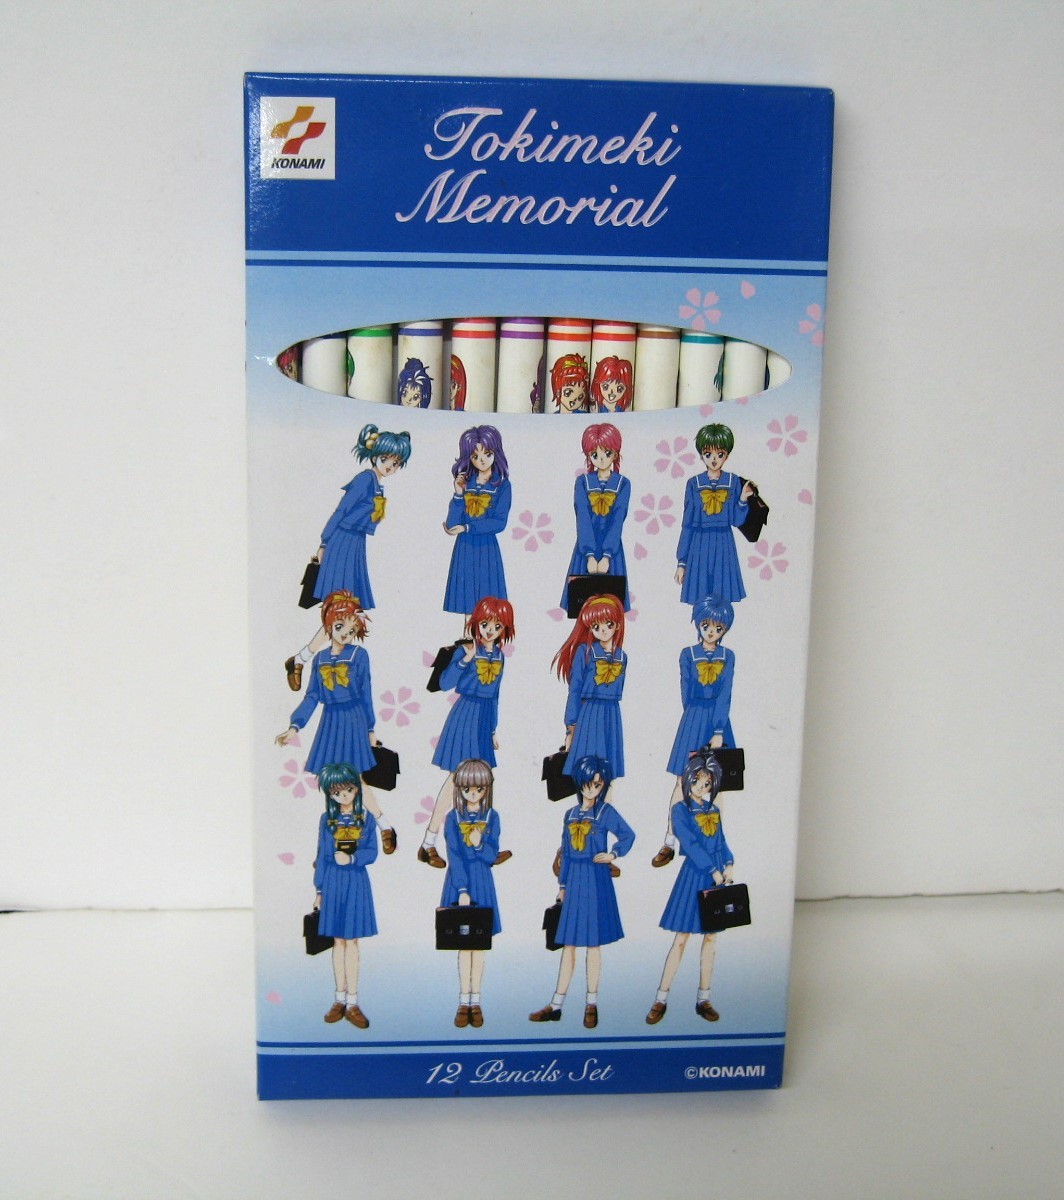 KONAMI
Tokimeki
Memorial
12 Pencils Set
©KONAMI